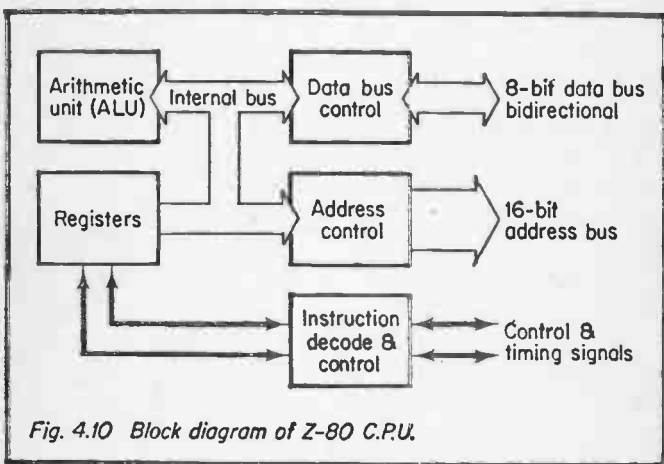 Arithmetic
unit (ALU)
Internal bus
Data bus
control
8-bit data bus
bidirectional
Registers
Address
control
16-bit
address bus
Instruction
decode &
control
Control &
timing signals
Fig. 4.10 Block diagram of Z-80 C.P.U.